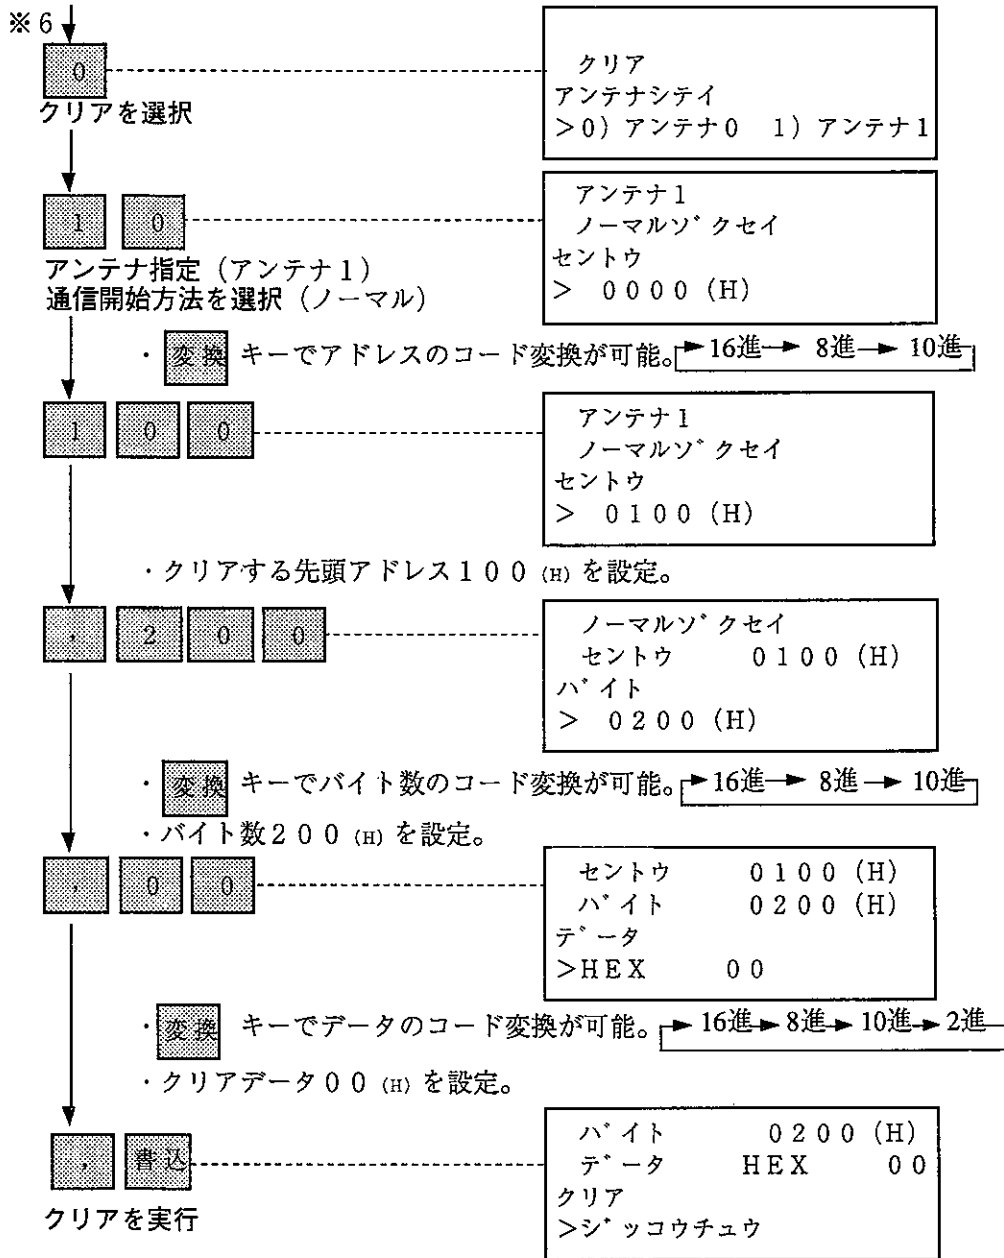 ※6
0
クリア
アンテナシテイ
>0) アンテナ0 1) アンテナ1
クリアを選択
1 0
アンテナ1
ノーマルゾクセイ
セントウ
> 0000 (H)
アンテナ指定 (アンテナ1)
通信開始方法を選択 (ノーマル)
・ 変換 キーでアドレスのコード変換が可能。 16進 8進 10進
1 0 0
アンテナ1
ノーマルゾクセイ
セントウ
> 0100 (H)
・クリアする先頭アドレス100(H)を設定。
, 2 0 0
ノーマルゾクセイ
セントウ 0100 (H)
バイト
> 0200 (H)
・ 変換 キーでバイト数のコード変換が可能。 16進 8進 10進
・バイト数200(H)を設定。
, 0 0
セントウ 0100 (H)
バイト 0200 (H)
データ
>HEX 00
・ 変換 キーでデータのコード変換が可能。 16進 8進 10進 2進
・クリアデータ00(H)を設定。
, 書込
バイト 0200 (H)
データ HEX 00
クリア
>ジッコウチュウ
クリアを実行